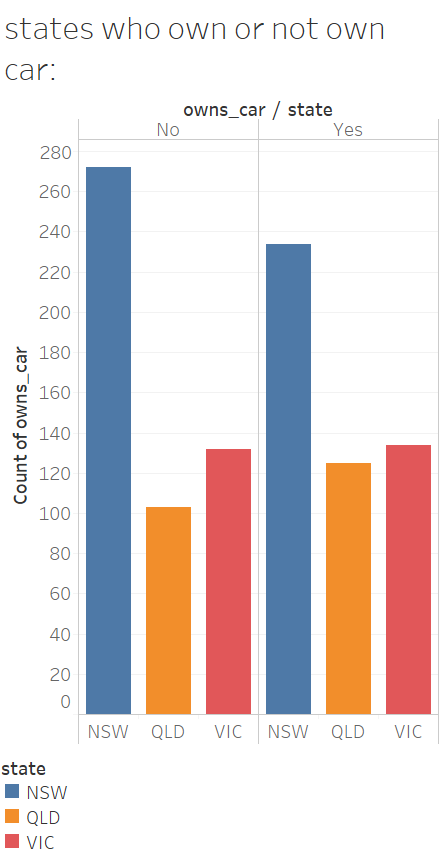 states who own or not own
car:
owns_car / state
No Yes
280
260
240
220
200
180
160
140
120
100
80
60
40
20
0
Count of owns_car
NSW QLD VIC NSW QLD VIC
state
NSW
QLD
VIC